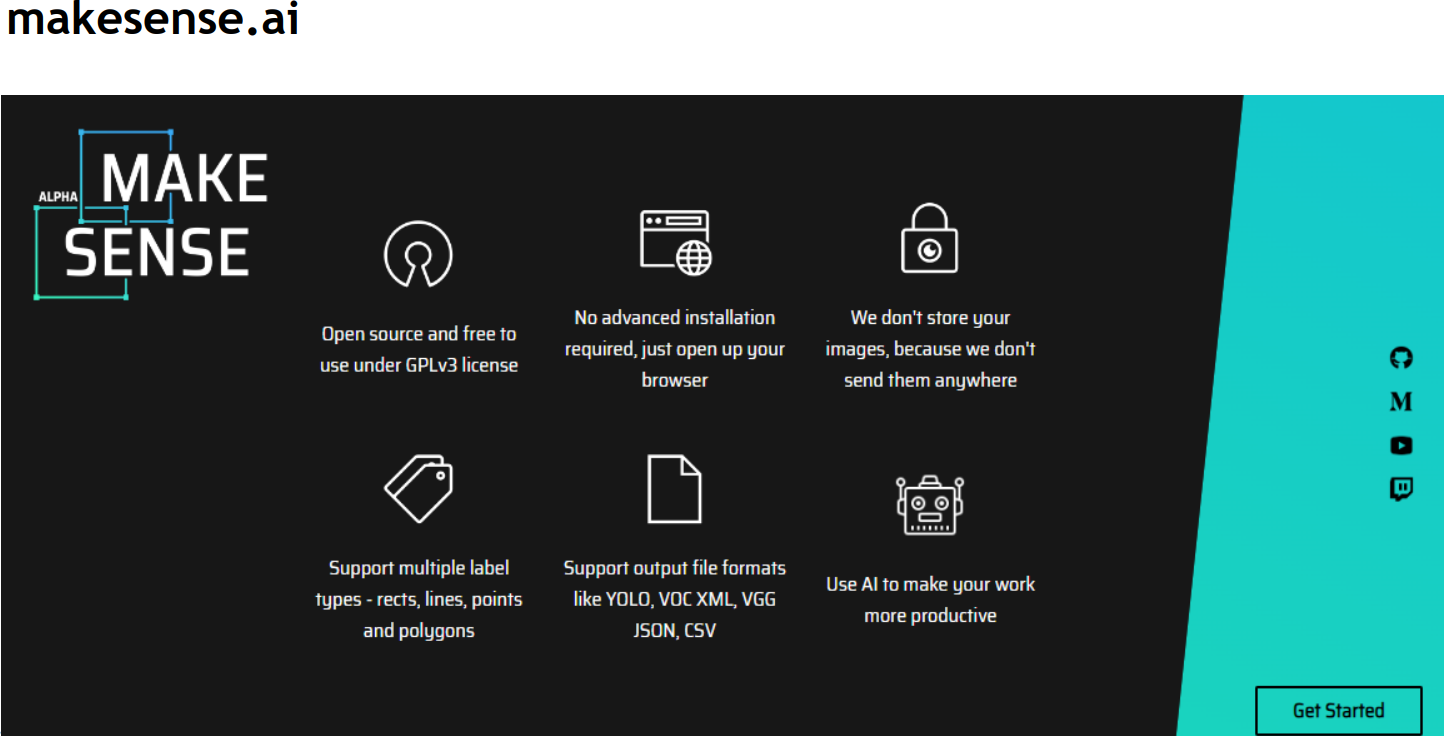 makesense.ai
MAKE
ALPHA
SENSE
Open source and free to
use under GPLv3 license
No advanced installation
required, just open up your
browser
We don't store your
images, because we don't
send them anywhere
Support multiple label
types - rects, lines, points
and polygons
Support output file formats
like YOLO, VOC XML, VGG
JSON, CSV
Use AI to make your work
more productive
M
Get Started